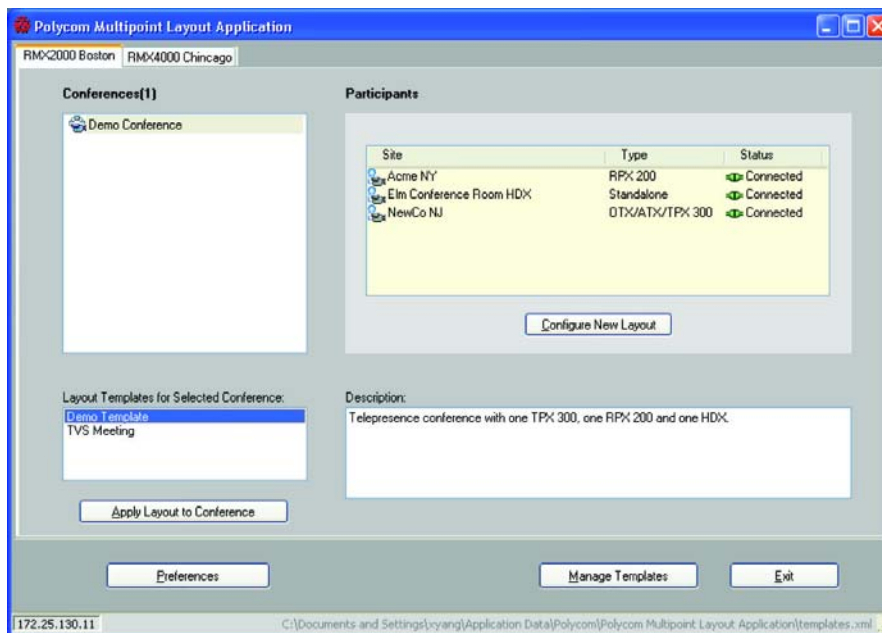 Polycom Multipoint Layout Application
RMX2000 Boston RMX4000 Chincago
Conferences(1)
Demo Conference
Participants
Site Type Status
Acme NY RPX 200 Connected
Elm Conference Room HDX Standalone Connected
NewCo NJ OTX/ATX/TPX 300 Connected
Configure New Layout
Layout Templates for Selected Conference:
Demo Template
TVS Meeting
Apply Layout to Conference
Description:
Telepresence conference with one TPX 300, one RPX 200 and one HDX.
Preferences Manage Templates Exit
172.25.130.11 C:\Documents and Settings\xyang\Application Data\Polycom\Polycom Multipoint Layout Application\templates.xml